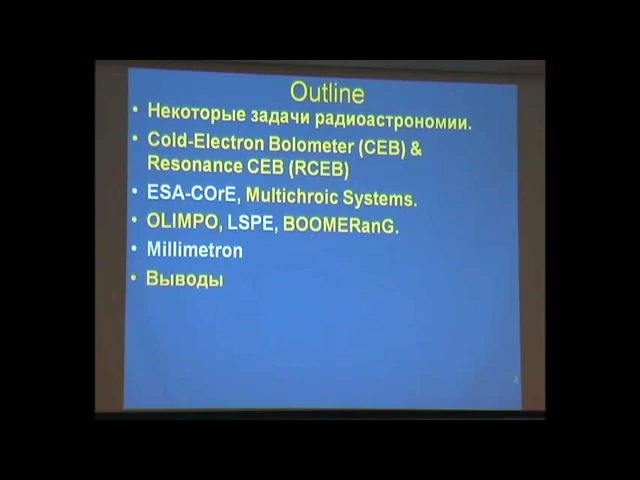 Outline
• Некоторые задачи радиоастрономии.
• Cold-Electron Bolometer (CEB) &
Resonance CEB (RCEB)
• ESA-COrE, Multichroic Systems.
• OLIMPO, LSPE, BOOMERanG.
• Millimetron
• Выводы
2